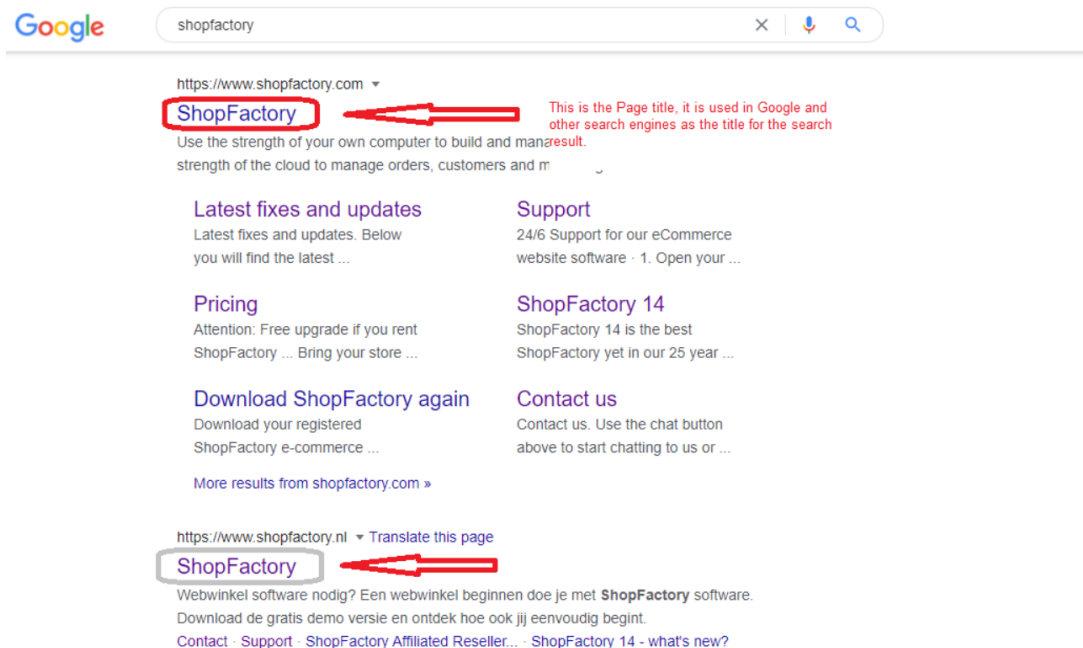 Google
shopfactory
https://www.shopfactory.com
ShopFactory
This is the Page title, it is used in Google and
other search engines as the title for the search
result.
Use the strength of your own computer to build and
strength of the cloud to manage orders, customers and
Latest fixes and updates
Latest fixes and updates. Below
you will find the latest ...
Support
24/6 Support for our eCommerce
website software · 1. Open your ...
Pricing
Attention: Free upgrade if you rent
ShopFactory ... Bring your store ...
ShopFactory 14
ShopFactory 14 is the best
ShopFactory yet in our 25 year ...
Download ShopFactory again
Download your registered
ShopFactory e-commerce ...
Contact us
Contact us. Use the chat button
above to start chatting to us or ...
More results from shopfactory.com »
https://www.shopfactory.nl Translate this page
ShopFactory
Webwinkel software nodig? Een webwinkel beginnen doe je met ShopFactory software.
Download de gratis demo versie en ontdek hoe ook jij eenvoudig begint.
Contact · Support · ShopFactory Affiliated Reseller... · ShopFactory 14 - what's new?